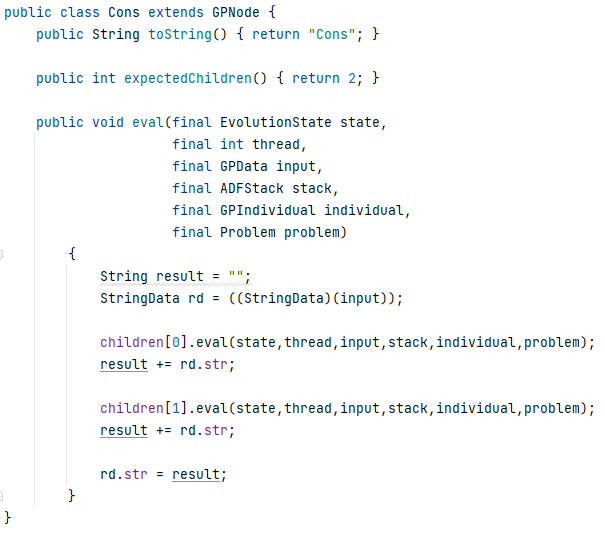 public class Cons extends GPNode {
    public String toString() { return "Cons"; }

    public int expectedChildren() { return 2; }

    public void eval(final EvolutionState state,
                     final int thread,
                     final GPData input,
                     final ADFStack stack,
                     final GPIndividual individual,
                     final Problem problem)
        {
            String result = "";
            StringData rd = ((StringData)(input));

            children[0].eval(state,thread,input,stack,individual,problem);
            result += rd.str;

            children[1].eval(state,thread,input,stack,individual,problem);
            result += rd.str;

            rd.str = result;
        }
}